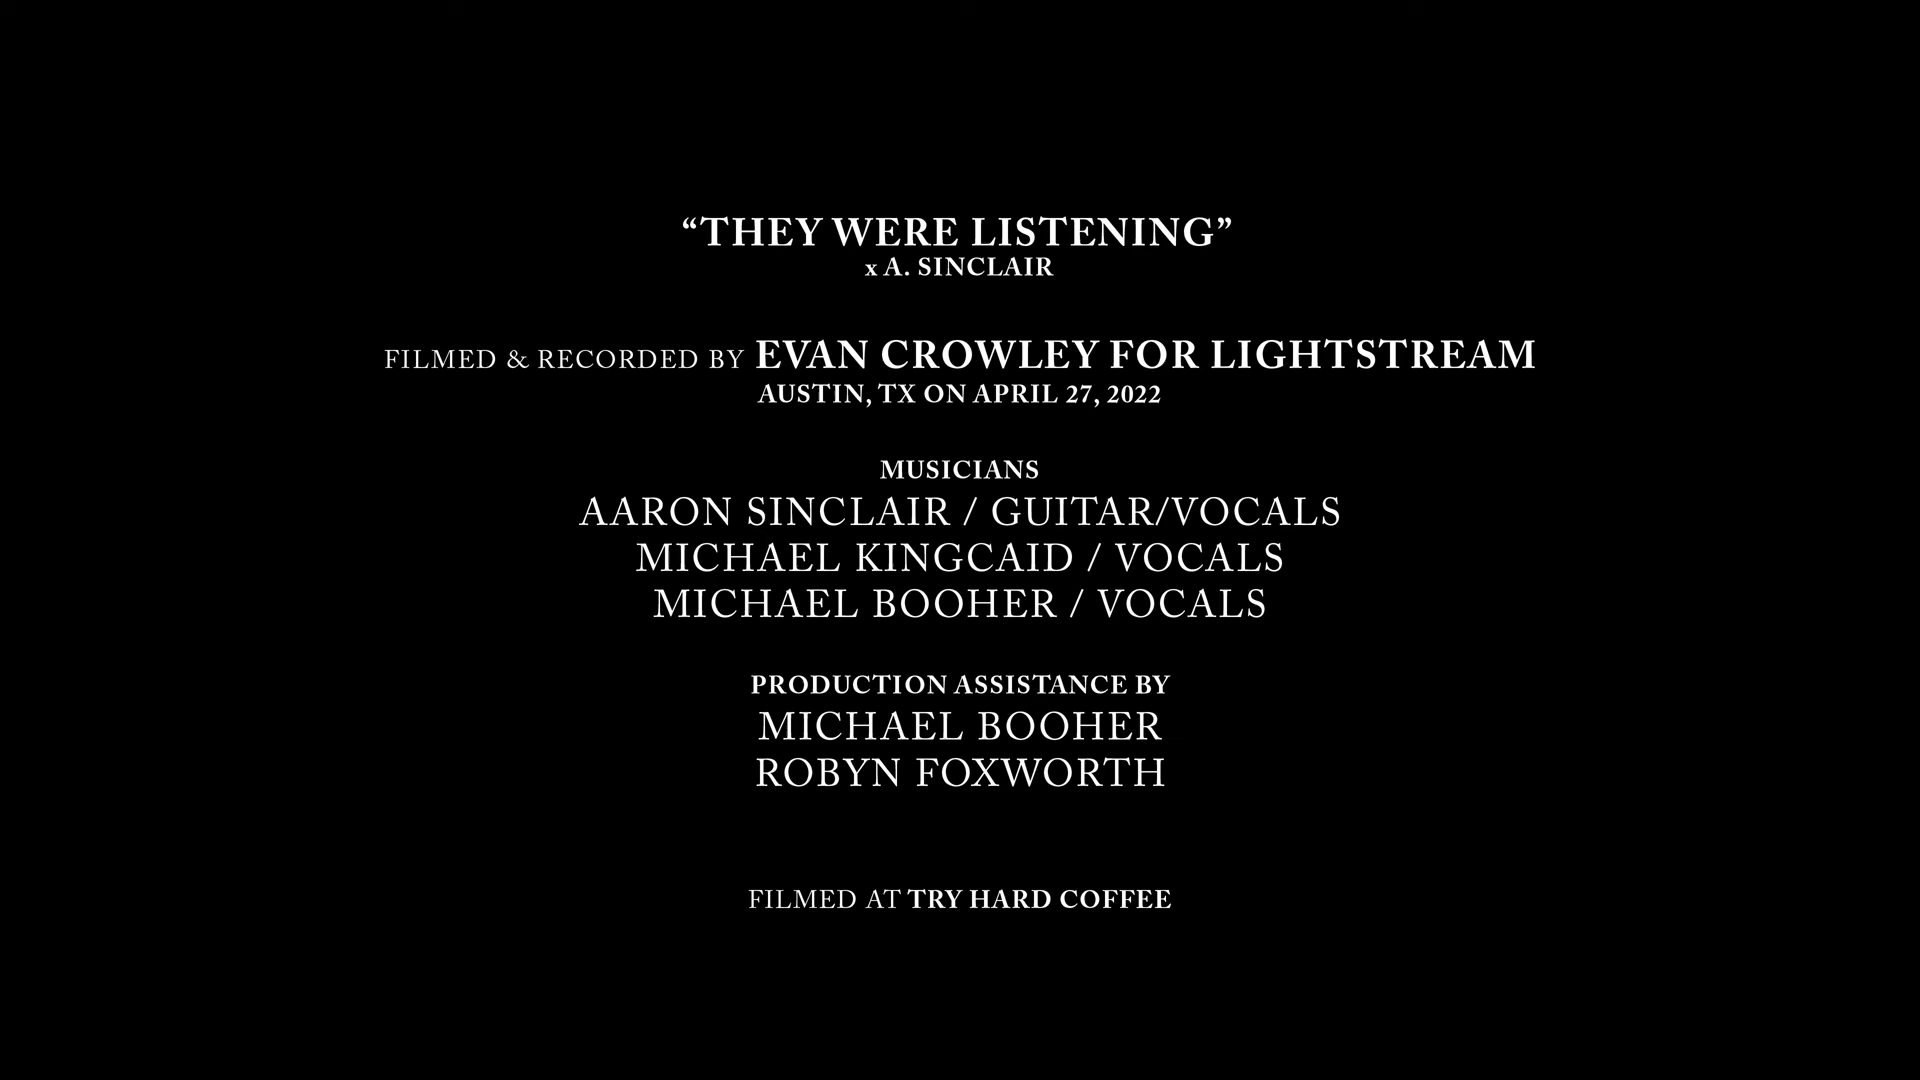 “THEY WERE LISTENING”
x A. SINCLAIR
FILMED & RECORDED BY EVAN CROWLEY FOR LIGHTSTREAM
AUSTIN, TX ON APRIL 27, 2022
MUSICIANS
AARON SINCLAIR / GUITAR/VOCALS
MICHAEL KINGCAID / VOCALS
MICHAEL BOOHER / VOCALS
PRODUCTION ASSISTANCE BY
MICHAEL BOOHER
ROBYN FOXWORTH
FILMED AT TRY HARD COFFEE